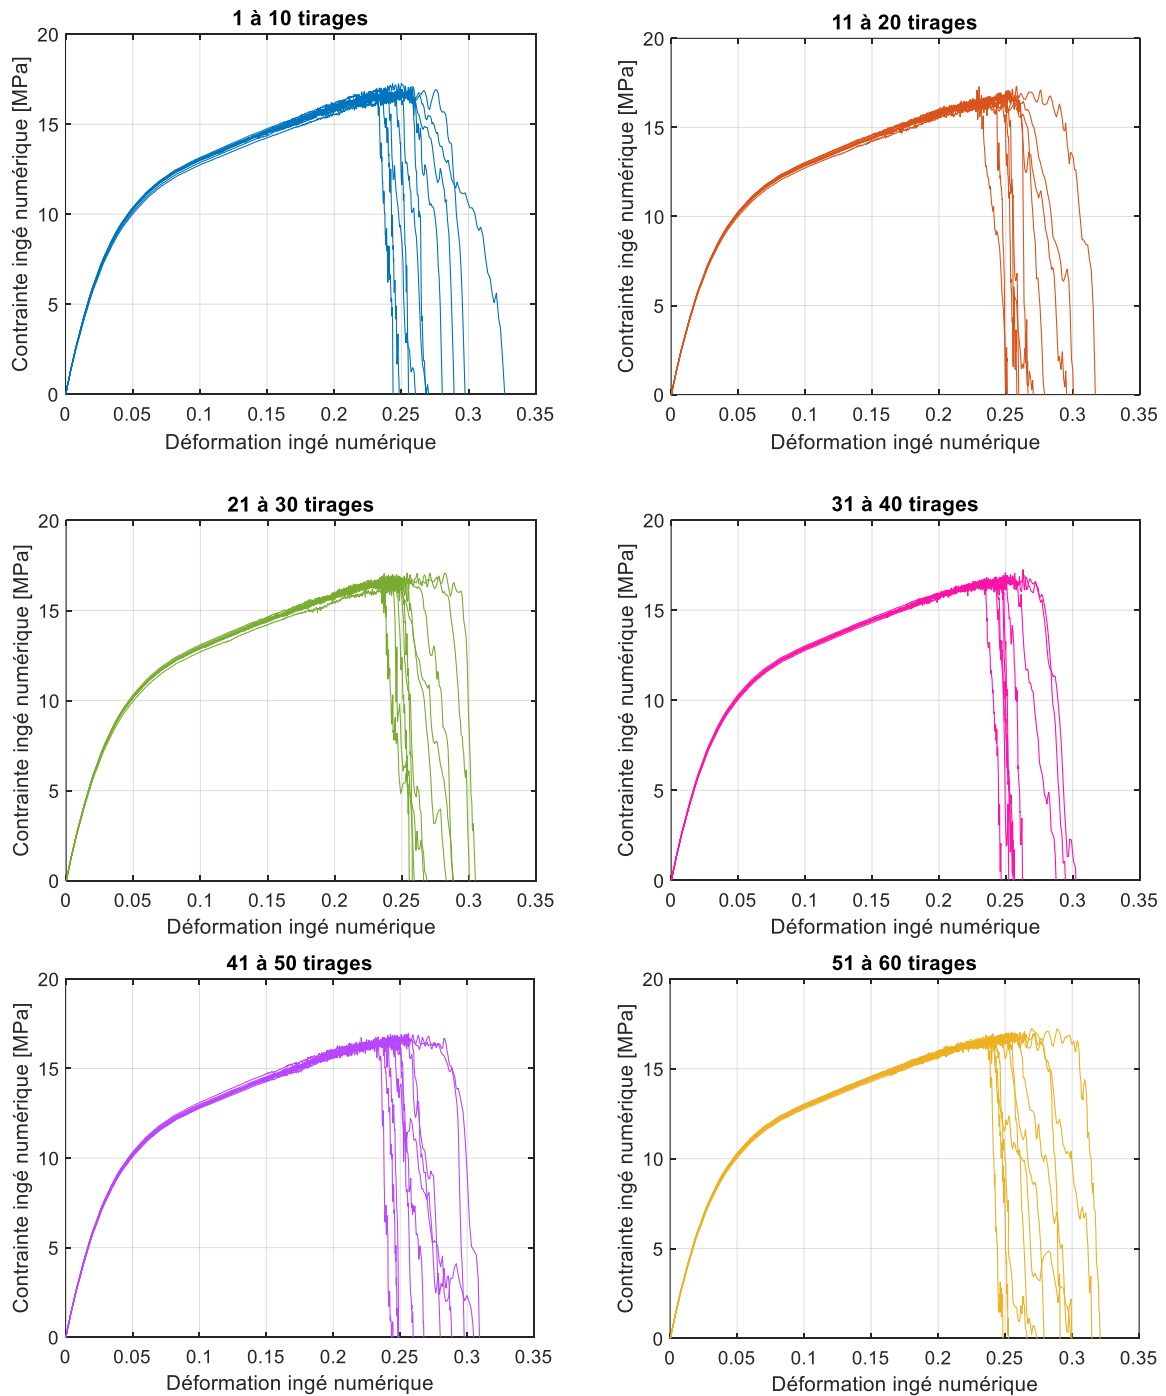 1 à 10 tirages
20
15
10
5
0
Contrainte ingé numérique [MPa]
0 0.05 0.1 0.15 0.2 0.25 0.3 0.35
Déformation ingé numérique
11 à 20 tirages
20
15
10
5
0
Contrainte ingé numérique [MPa]
0 0.05 0.1 0.15 0.2 0.25 0.3 0.35
Déformation ingé numérique
21 à 30 tirages
20
15
10
5
0
Contrainte ingé numérique [MPa]
0 0.05 0.1 0.15 0.2 0.25 0.3 0.35
Déformation ingé numérique
31 à 40 tirages
20
15
10
5
0
Contrainte ingé numérique [MPa]
0 0.05 0.1 0.15 0.2 0.25 0.3 0.35
Déformation ingé numérique
41 à 50 tirages
20
15
10
5
0
Contrainte ingé numérique [MPa]
0 0.05 0.1 0.15 0.2 0.25 0.3 0.35
Déformation ingé numérique
51 à 60 tirages
20
15
10
5
0
Contrainte ingé numérique [MPa]
0 0.05 0.1 0.15 0.2 0.25 0.3 0.35
Déformation ingé numérique